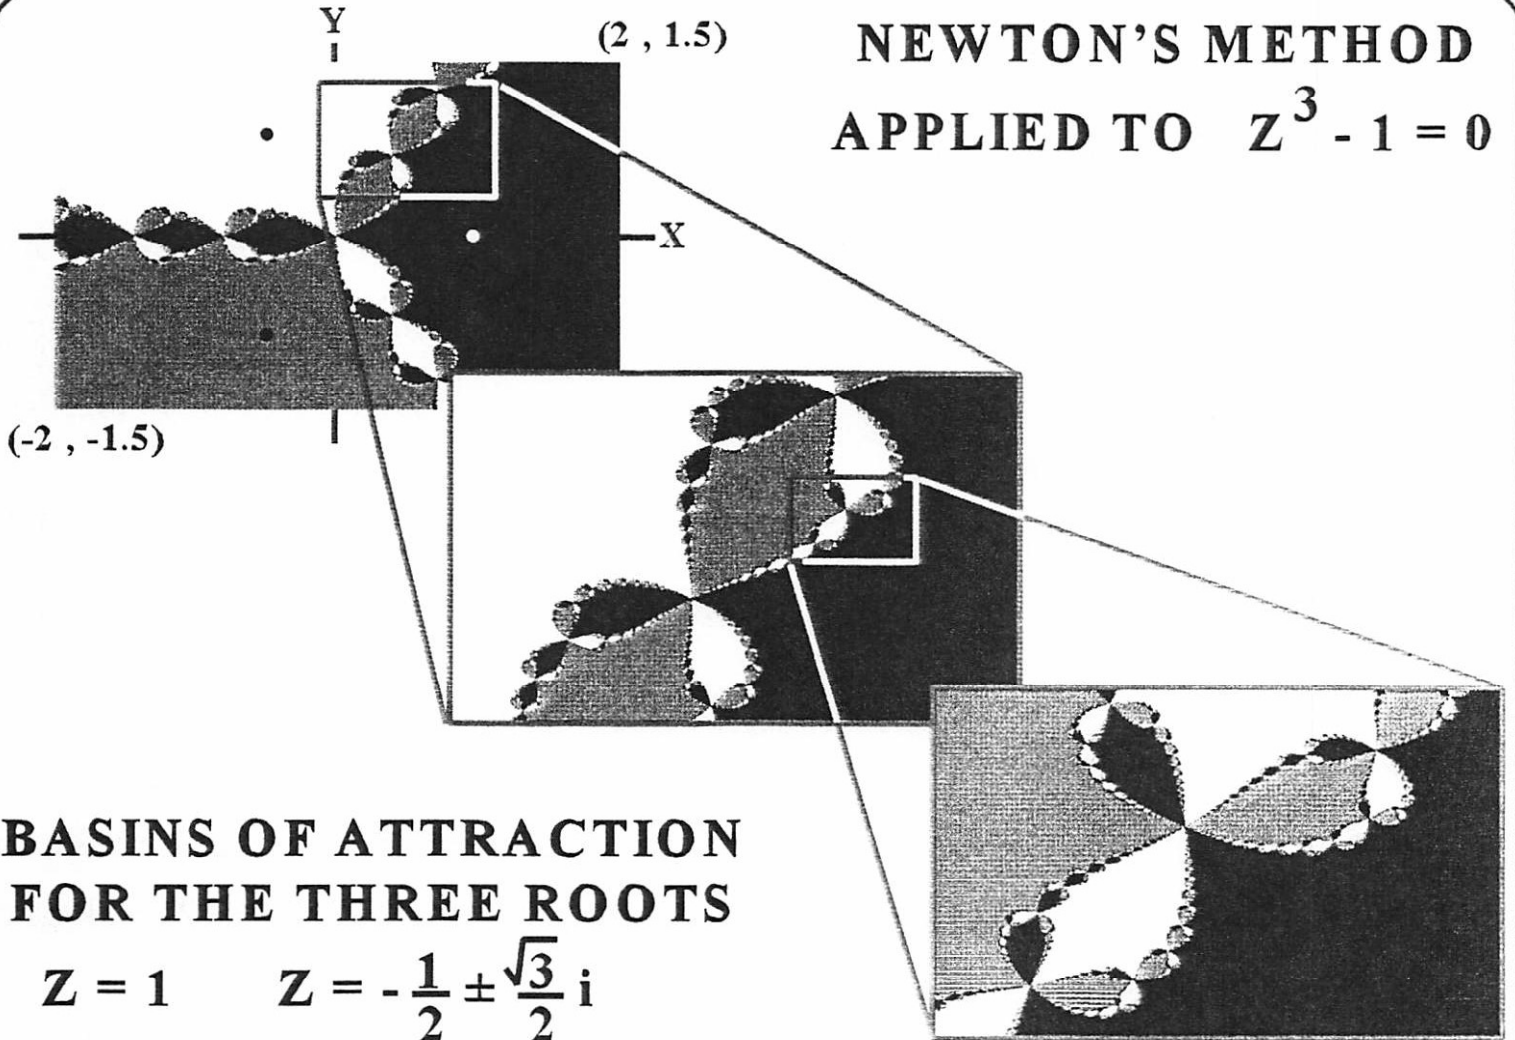 Y
(2 , 1.5)
NEWTON'S METHOD
APPLIED TO Z³ - 1 = 0
X
(-2 , -1.5)
BASINS OF ATTRACTION
FOR THE THREE ROOTS
Z = 1 Z = - 1/2 ± √3/2 i